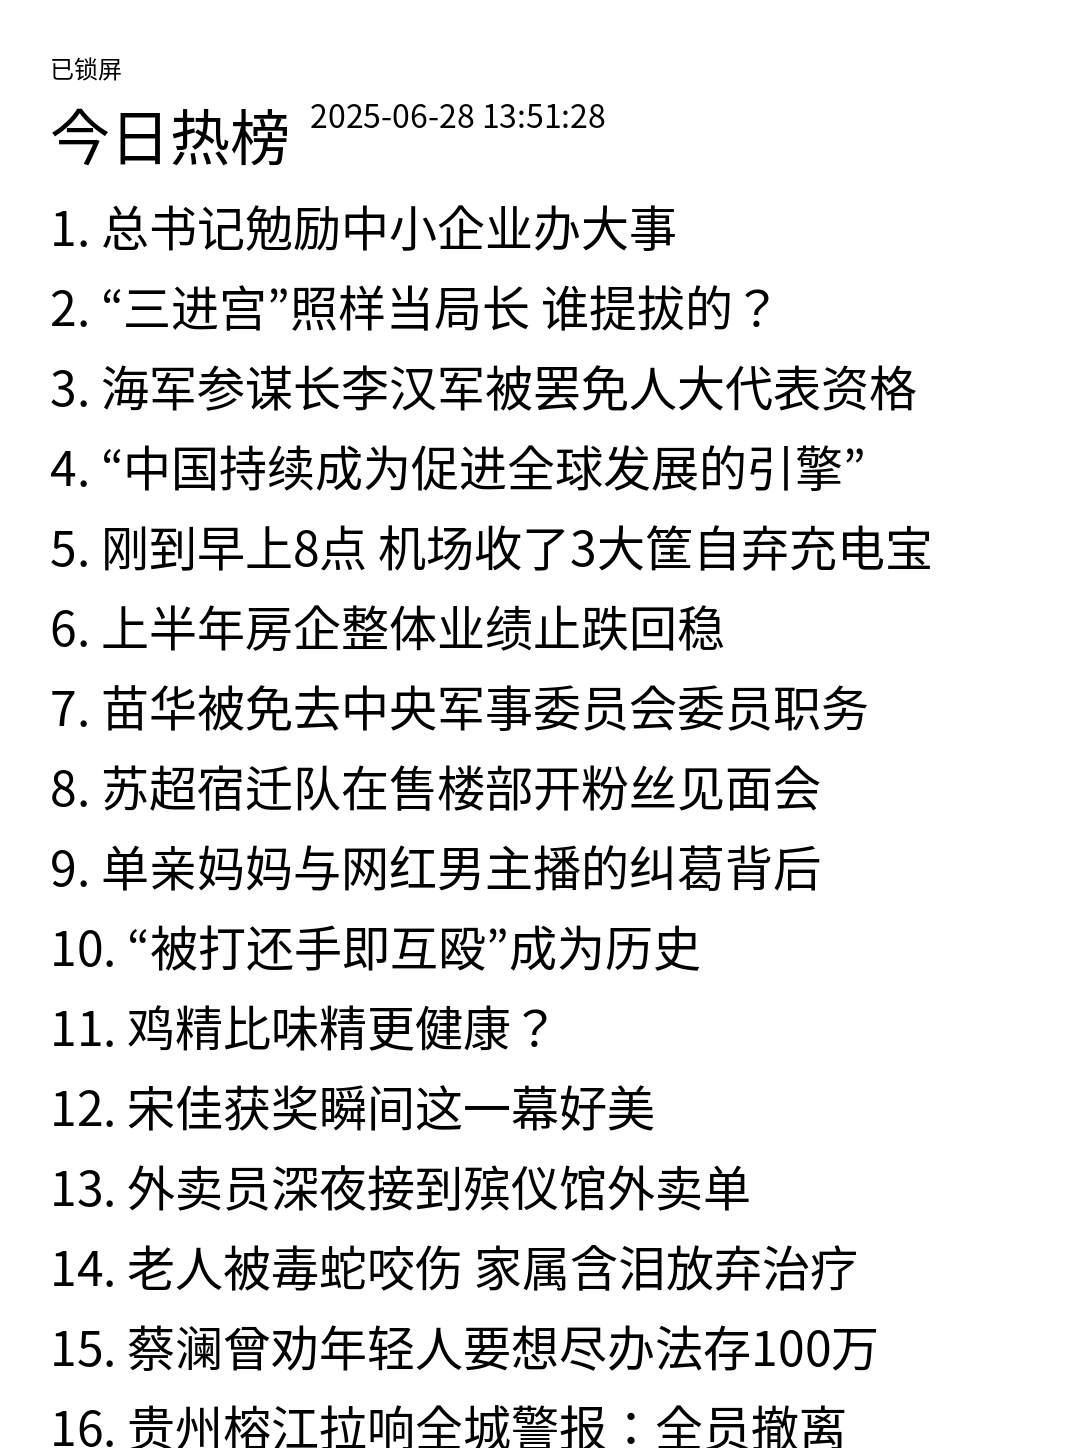 已锁屏
今日热榜 2025-06-28 13:51:28
1. 总书记勉励中小企业办大事
2. “三进宫”照样当局长 谁提拔的？
3. 海军参谋长李汉军被罢免人大代表资格
4. “中国持续成为促进全球发展的引擎”
5. 刚到早上8点 机场收了3大筐自弃充电宝
6. 上半年房企整体业绩止跌回稳
7. 苗华被免去中央军事委员会委员职务
8. 苏超宿迁队在售楼部开粉丝见面会
9. 单亲妈妈与网红男主播的纠葛背后
10. “被打还手即互殴”成为历史
11. 鸡精比味精更健康？
12. 宋佳获奖瞬间这一幕好美
13. 外卖员深夜接到殡仪馆外卖单
14. 老人被毒蛇咬伤 家属含泪放弃治疗
15. 蔡澜曾劝年轻人要想尽办法存100万
16. 贵州榕江拉响全城警报：全员撤离